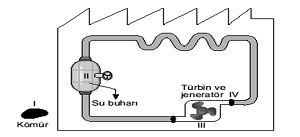 II
Türbin ve
jeneratör IV
Su buharı
I
Kömür
III